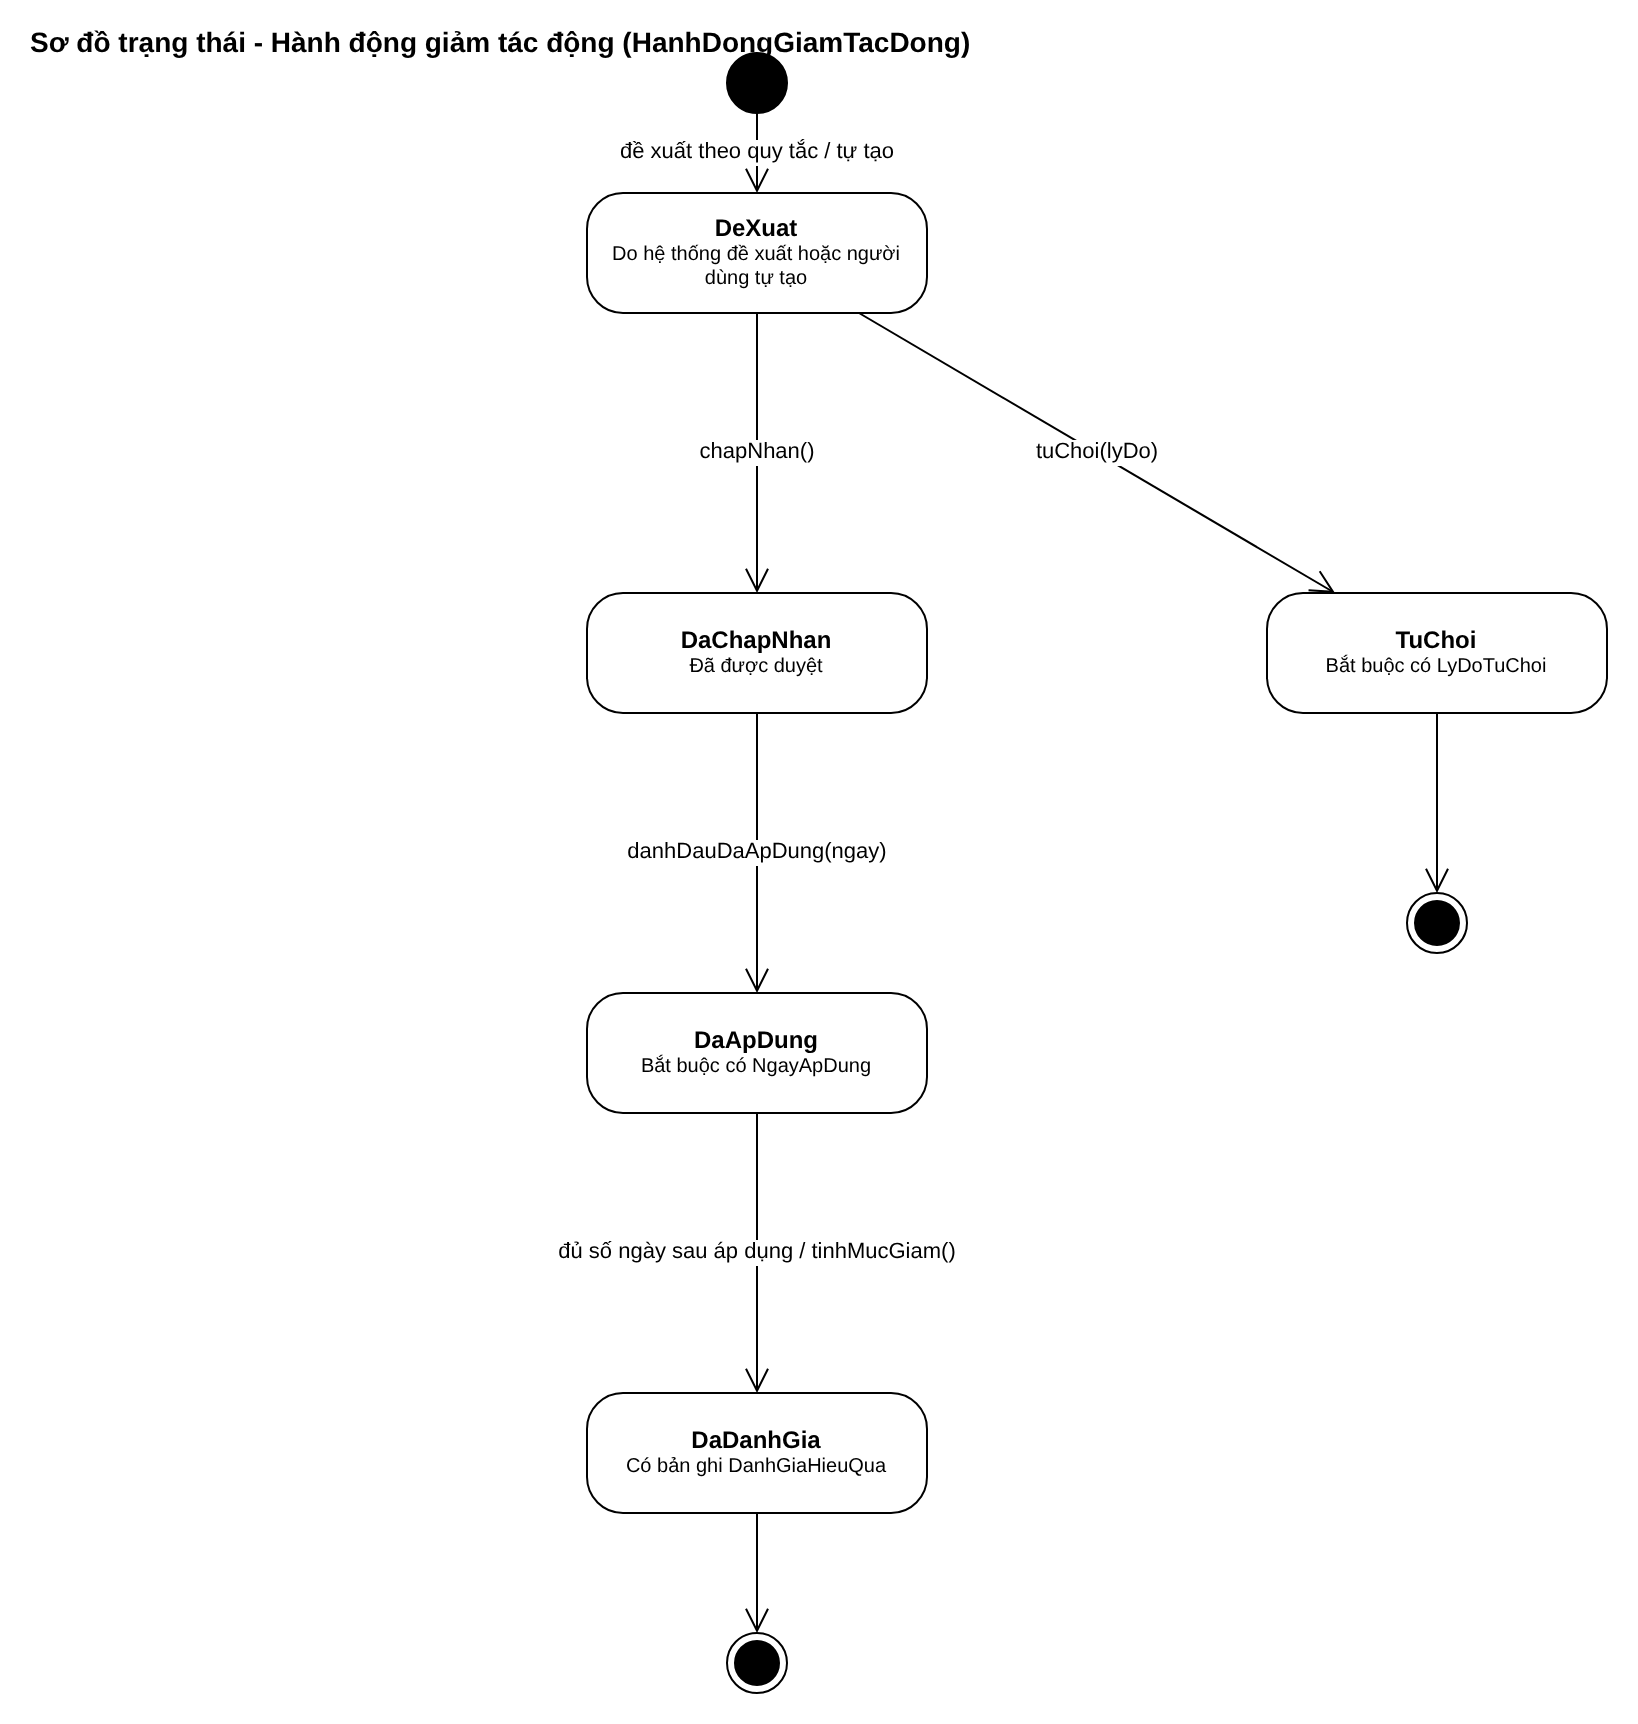 Sơ đồ trạng thái - Hành động giảm tác động (HanhDongGiamTacDong)
đề xuất theo quy tắc / tự tạo
DeXuat
Do hệ thống đề xuất hoặc người
dùng tự tạo
chapNhan()
tuChoi(lyDo)
DaChapNhan
Đã được duyệt
TuChoi
Bắt buộc có LyDoTuChoi
danhDauDaApDung(ngay)
DaApDung
Bắt buộc có NgayApDung
đủ số ngày sau áp dụng / tinhMucGiam()
DaDanhGia
Có bản ghi DanhGiaHieuQua